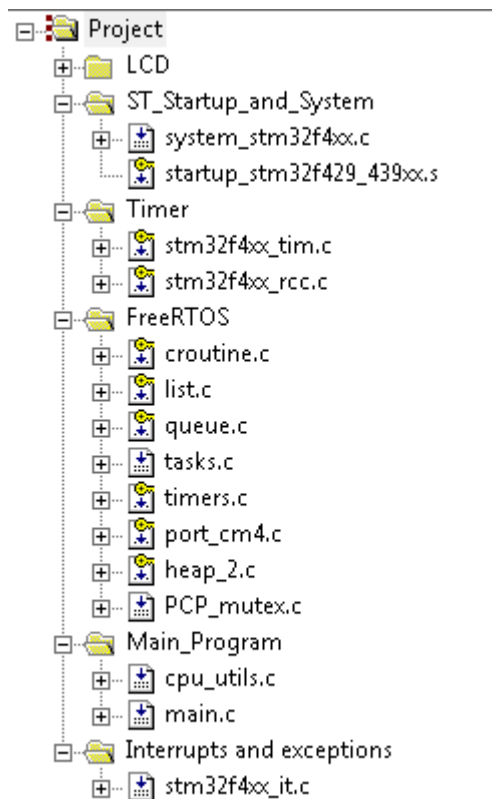 Project
LCD
ST_Startup_and_System
system_stm32f4xx.c
startup_stm32f429_439xx.s
Timer
stm32f4xx_tim.c
stm32f4xx_rcc.c
FreeRTOS
croutine.c
list.c
queue.c
tasks.c
timers.c
port_cm4.c
heap_2.c
PCP_mutex.c
Main_Program
cpu_utils.c
main.c
Interrupts and exceptions
stm32f4xx_it.c